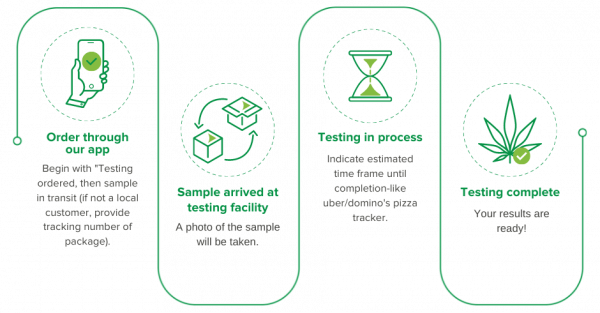 Order through
our app
Begin with "Testing
ordered, then sample
in transit (if not a local
customer, provide
tracking number of
package).
Sample arrived at
testing facility
A photo of the sample
will be taken.
Testing in process
Indicate estimated
time frame until
completion-like
uber/domino's pizza
tracker.
Testing complete
Your results are
ready!